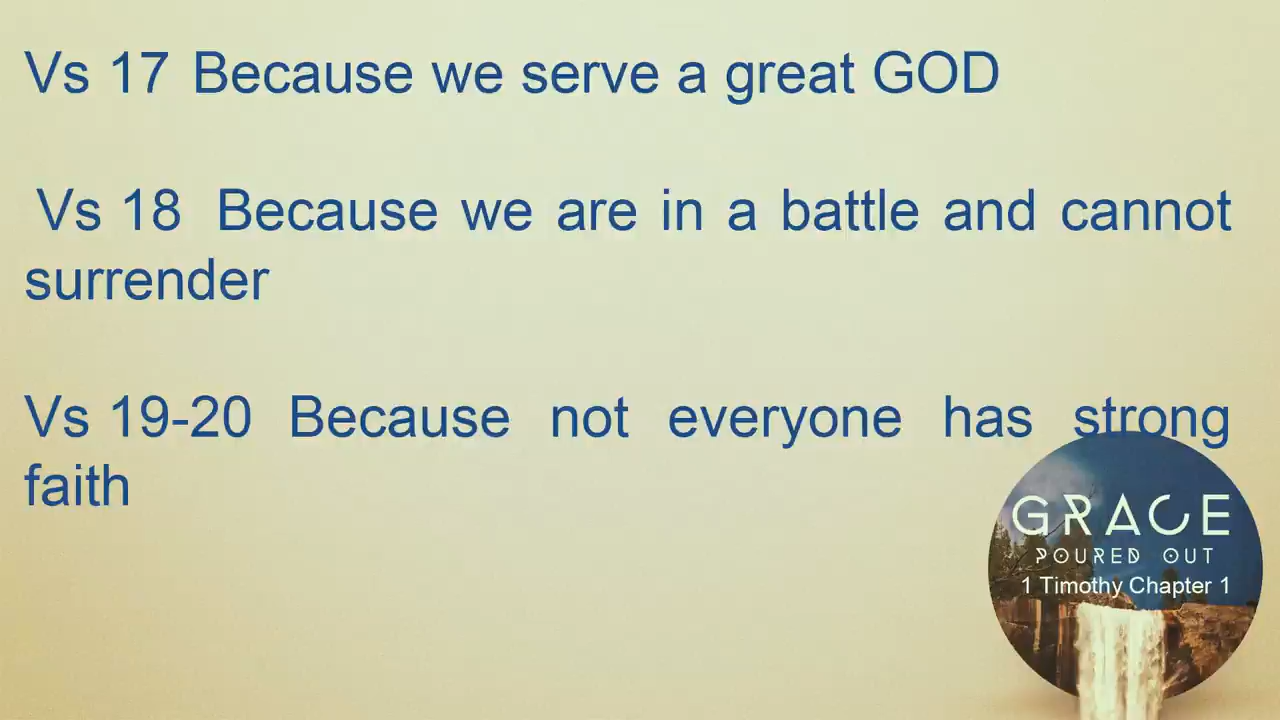 Vs 17 Because we serve a great GOD
Vs 18 Because we are in a battle and cannot
surrender
Vs 19-20 Because not everyone has strong
faith
GRACE
POURED OUT
1 Timothy Chapter 1